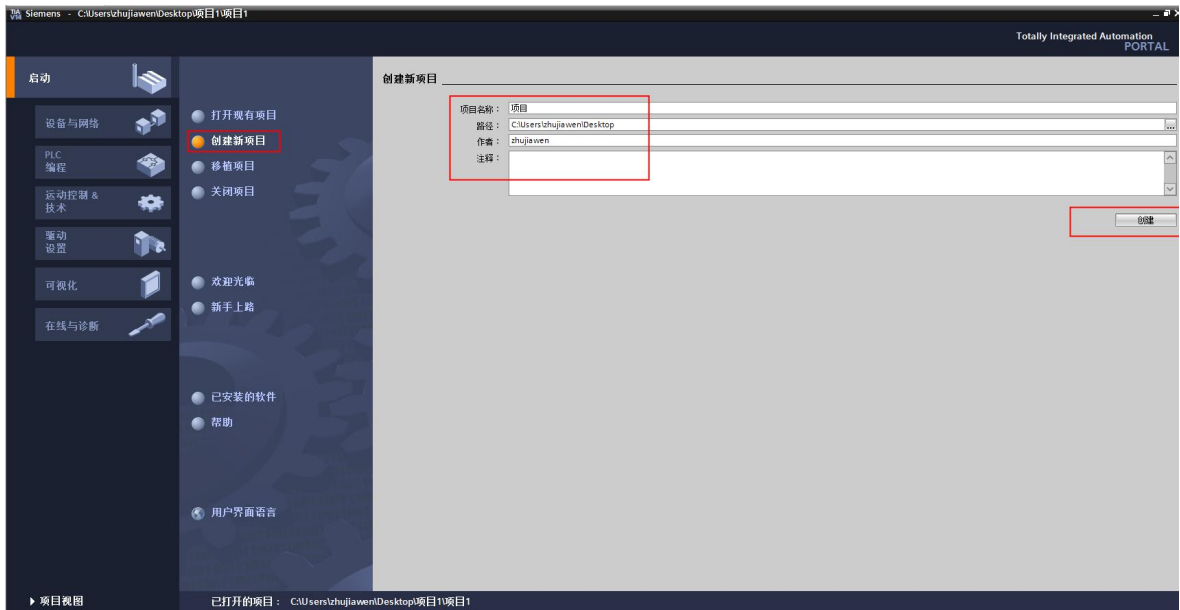 TIA
V14
Siemens - C:\Users\zhujiawen\Desktop\项目1\项目1
Totally Integrated Automation
PORTAL
启动
设备与网络
PLC
编程
运动控制 &
技术
驱动
设置
可视化
在线与诊断
打开现有项目
创建新项目
移植项目
关闭项目
欢迎光临
新手上路
已安装的软件
帮助
用户界面语言
创建新项目
项目名称： 项目
路径： C:\Users\zhujiawen\Desktop
...
作者： zhujiawen
注释：
创建
项目视图
已打开的项目： C:\Users\zhujiawen\Desktop\项目1\项目1